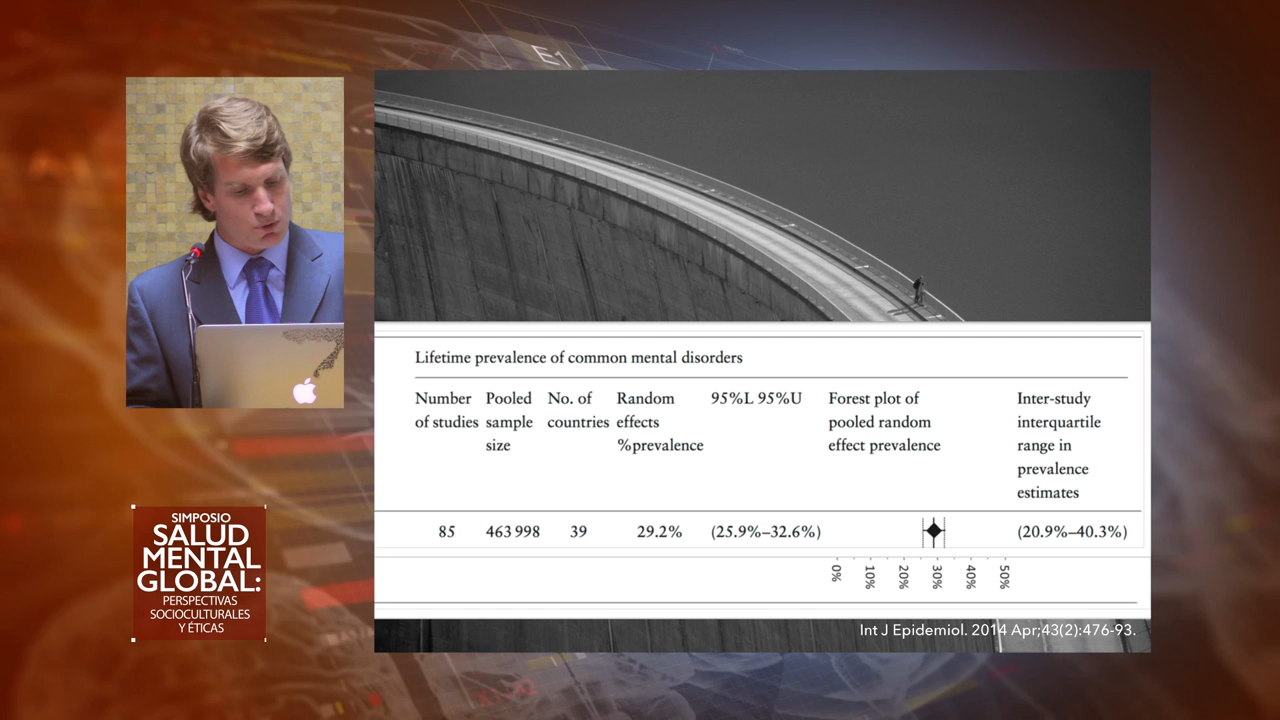 E1
Lifetime prevalence of common mental disorders
Number of studies
Pooled sample size
No. of countries
Random effects %prevalence
95%L 95%U
Forest plot of pooled random effect prevalence
Inter-study interquartile range in prevalence estimates
85 463 998 39 29.2% (25.9%–32.6%) (20.9%–40.3%)
0% 10% 20% 30% 40% 50%
Int J Epidemiol. 2014 Apr;43(2):476-93.
SIMPOSIO
SALUD
MENTAL
GLOBAL:
PERSPECTIVAS
SOCIOCULTURALES
Y ÉTICAS